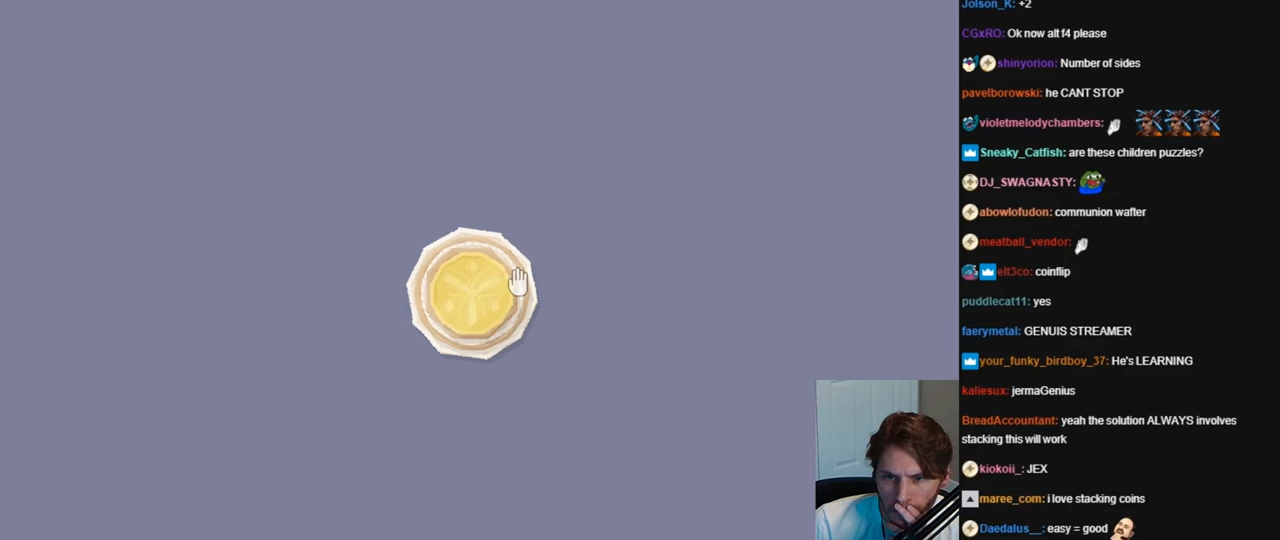 Jolson_K: +2
CGxRO: Ok now alt f4 please
shinyorion: Number of sides
pavelborowski: he CANT STOP
violetmelodychambers:
Sneaky_Catfish: are these children puzzles?
DJ_SWAGNASTY:
abowlofudon: communion wafter
meatball_vendor:
elt3co: coinflip
puddlecat11: yes
faerymetal: GENUIS STREAMER
your_funky_birdboy_37: He's LEARNING
kaliesux: jermaGenius
BreadAccountant: yeah the solution ALWAYS involves
stacking this will work
kiokoii_: JEX
maree_com: i love stacking coins
Daedalus__: easy = good